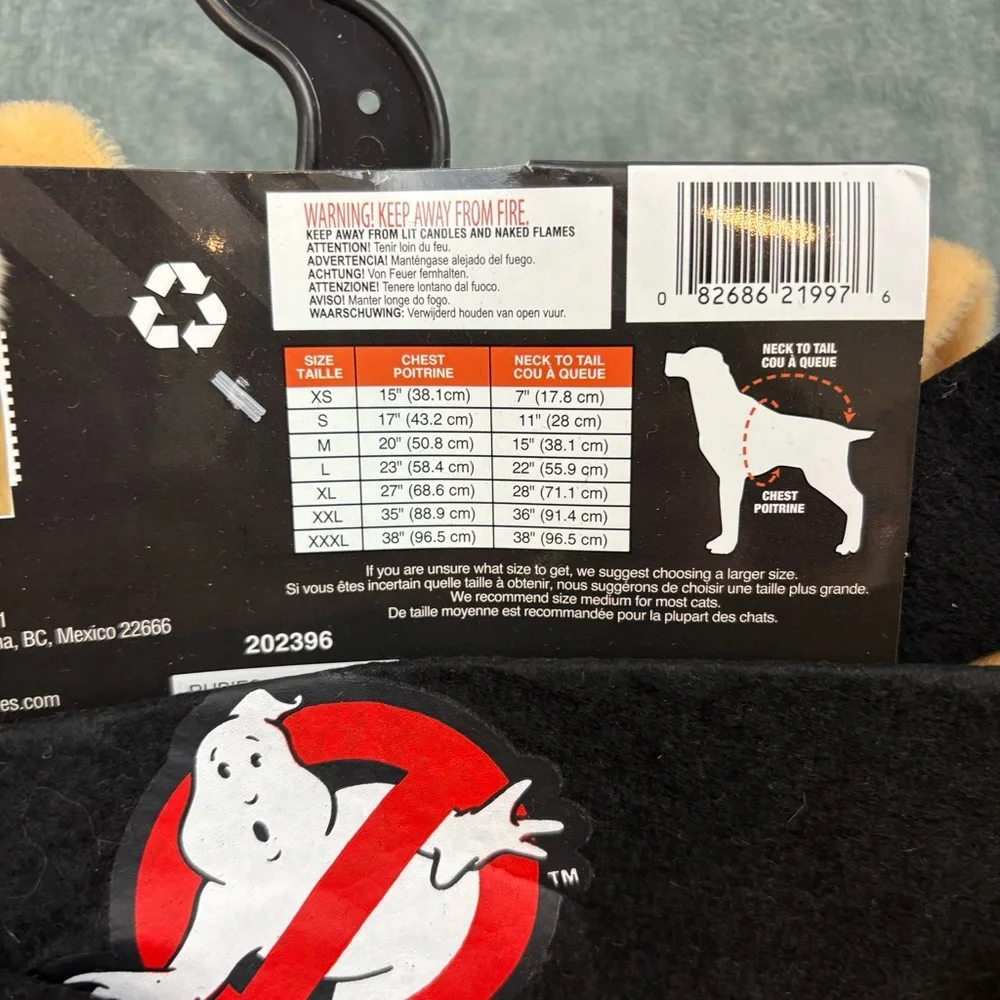 WARNING! KEEP AWAY FROM FIRE.
KEEP AWAY FROM LIT CANDLES AND NAKED FLAMES
ATTENTION! Tenir loin du feu.
ADVERTENCIA! Manténgase alejado del fuego.
ACHTUNG! Von Feuer fernhalten.
ATTENZIONE! Tenere lontano dal fuoco.
AVISO! Manter longe do fogo.
WAARSCHUWING: Verwijderd houden van open vuur.
0 82686 21997 6
SIZE CHEST NECK TO TAIL
TAILLE POITRINE COU À QUEUE
XS 15" (38.1cm) 7" (17.8 cm)
S 17" (43.2 cm) 11" (28 cm)
M 20" (50.8 cm) 15" (38.1 cm)
L 23" (58.4 cm) 22" (55.9 cm)
XL 27" (68.6 cm) 28" (71.1 cm)
XXL 35" (88.9 cm) 36" (91.4 cm)
XXXL 38" (96.5 cm) 38" (96.5 cm)
NECK TO TAIL
COU À QUEUE
CHEST
POITRINE
If you are unsure what size to get, we suggest choosing a larger size.
Si vous êtes incertain quelle taille à obtenir, nous suggérons de choisir une taille plus grande.
We recommend size medium for most cats.
De taille moyenne est recommandée pour la plupart des chats.
BC, Mexico 22666
202396
es.com
TM